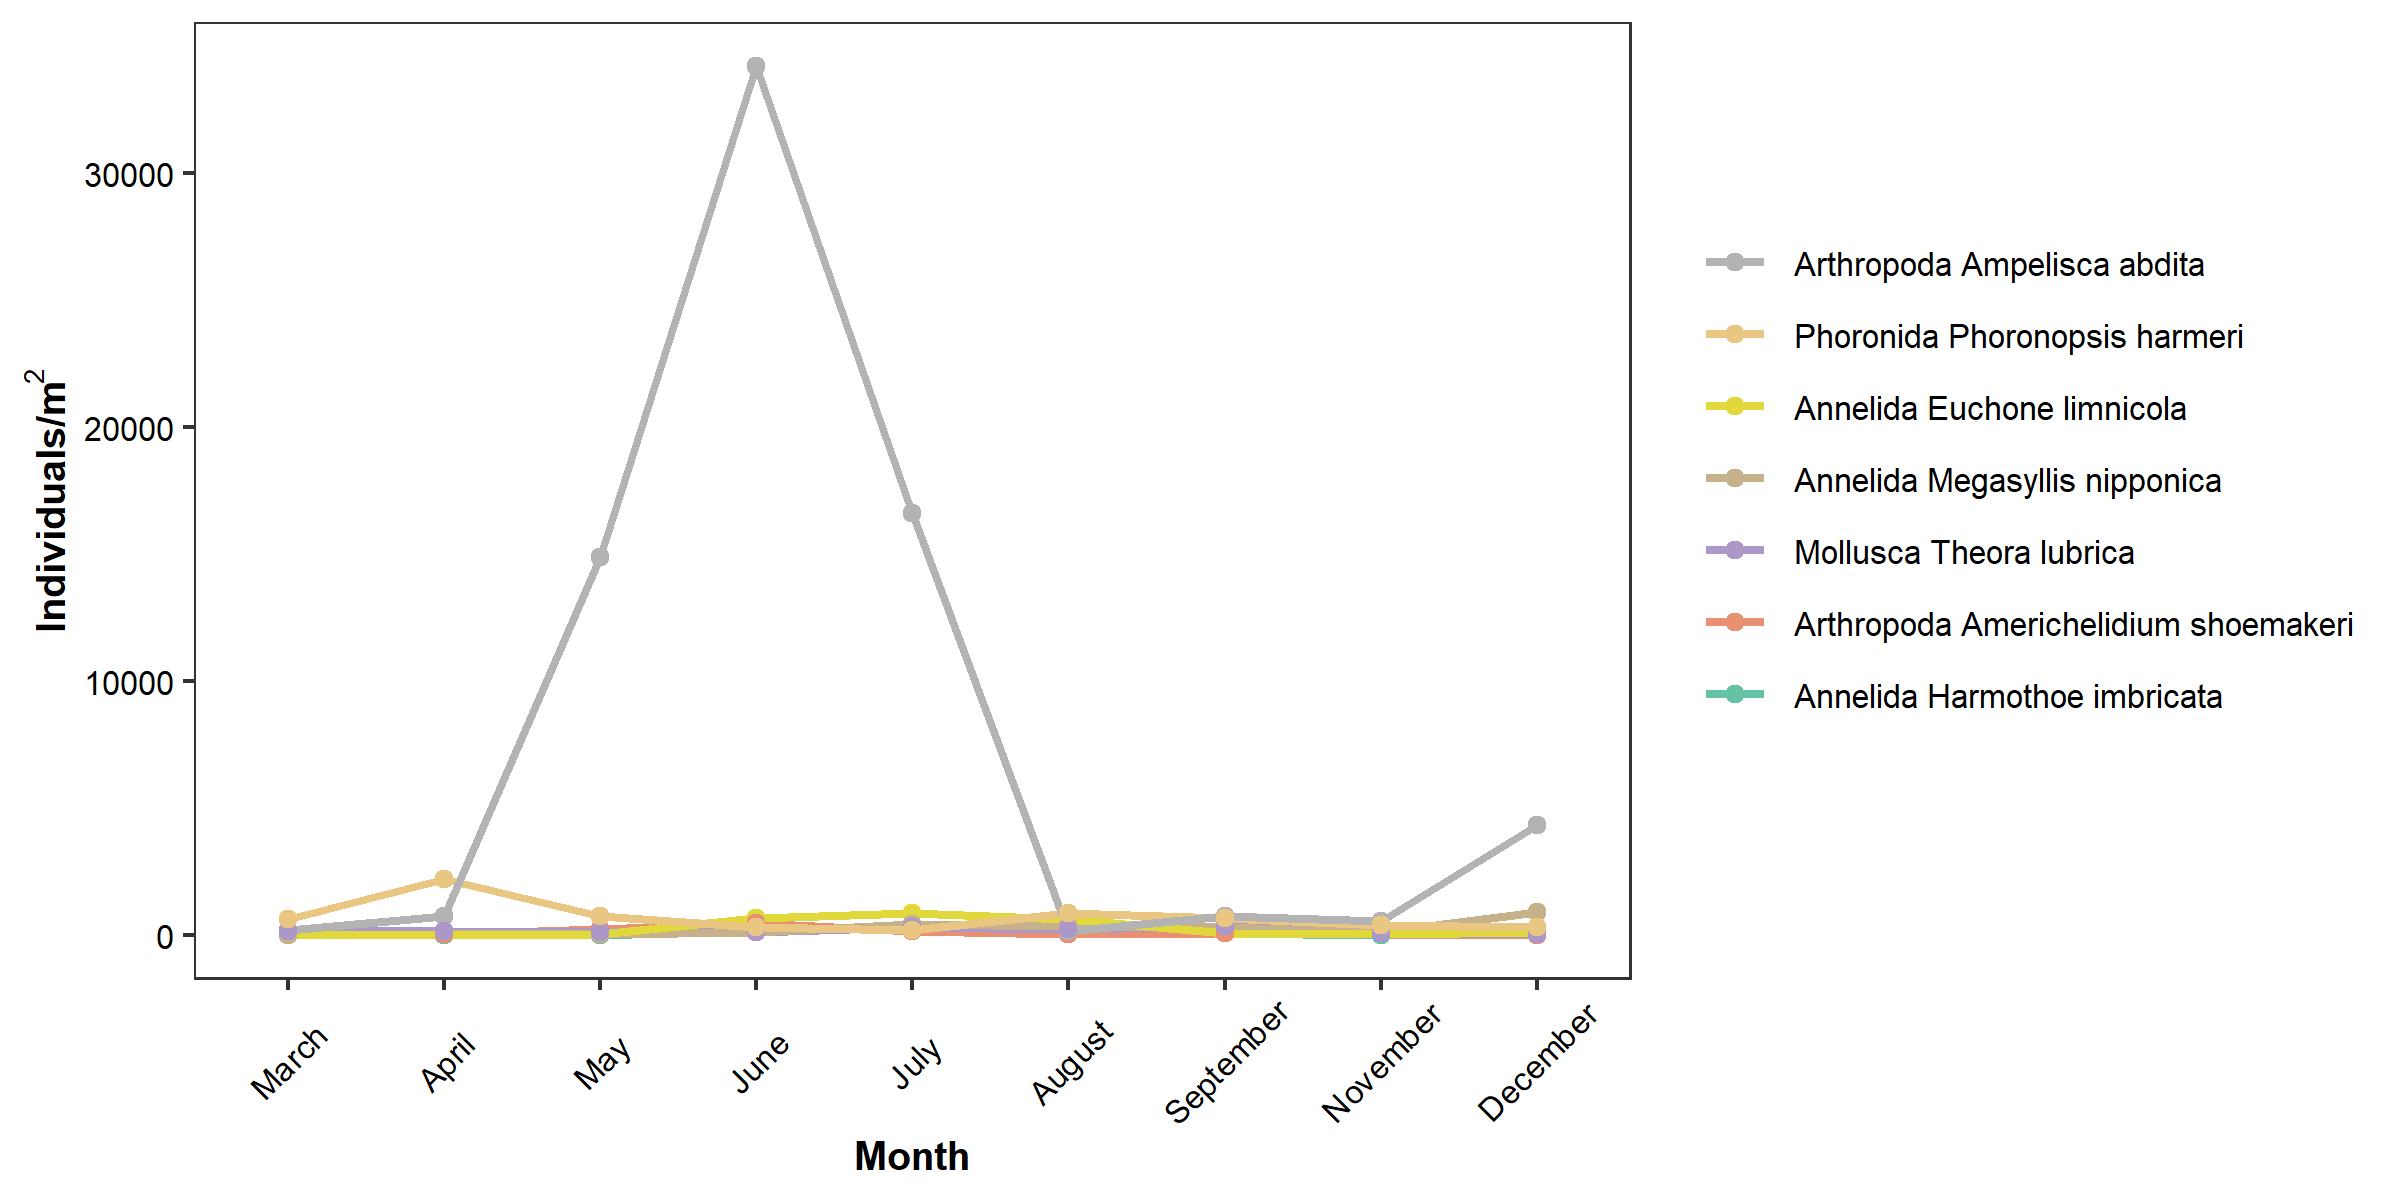 Individuals/m²
30000
20000
10000
0
March
April
May
June
July
August
September
November
December
Month
Arthropoda Ampelisca abdita
Phoronida Phoronopsis harmeri
Annelida Euchone limnicola
Annelida Megasyllis nipponica
Mollusca Theora lubrica
Arthropoda Americhelidium shoemakeri
Annelida Harmothoe imbricata